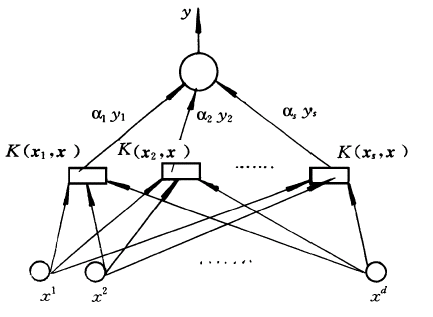 y
α₁ y₁ α₂ y₂ αₛ yₛ
K(x₁,x) K(x₂,x) ...... K(xₛ,x)
......
x¹ x² xᵈ